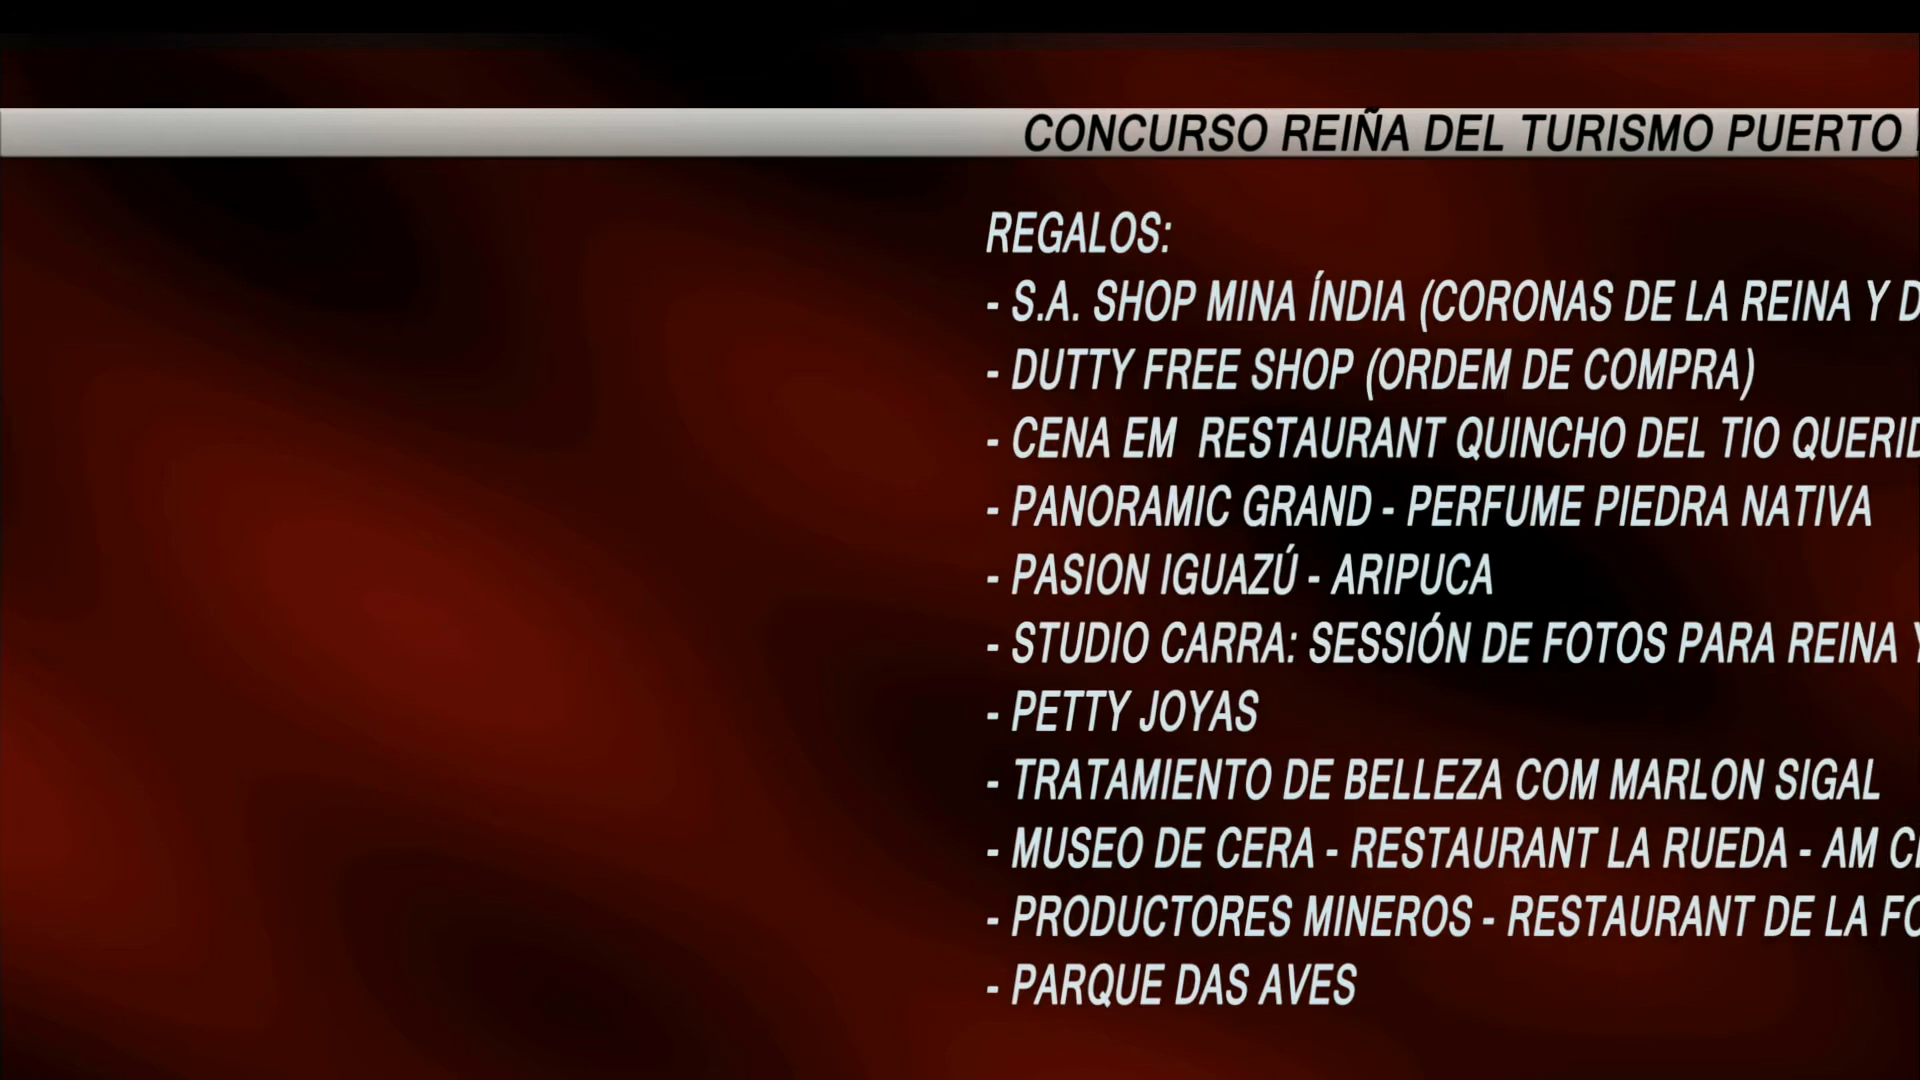 CONCURSO REIÑA DEL TURISMO PUERTO
REGALOS:
- S.A. SHOP MINA ÍNDIA (CORONAS DE LA REINA Y
- DUTTY FREE SHOP (ORDEM DE COMPRA)
- CENA EM RESTAURANT QUINCHO DEL TIO
- PANORAMIC GRAND - PERFUME PIEDRA NATIVA
- PASION IGUAZÚ - ARIPUCA
- STUDIO CARRA: SESSIÓN DE FOTOS PARA REINA
- PETTY JOYAS
- TRATAMIENTO DE BELLEZA COM MARLON SIGAL
- MUSEO DE CERA - RESTAURANT LA RUEDA - AM
- PRODUCTORES MINEROS - RESTAURANT DE LA
- PARQUE DAS AVES